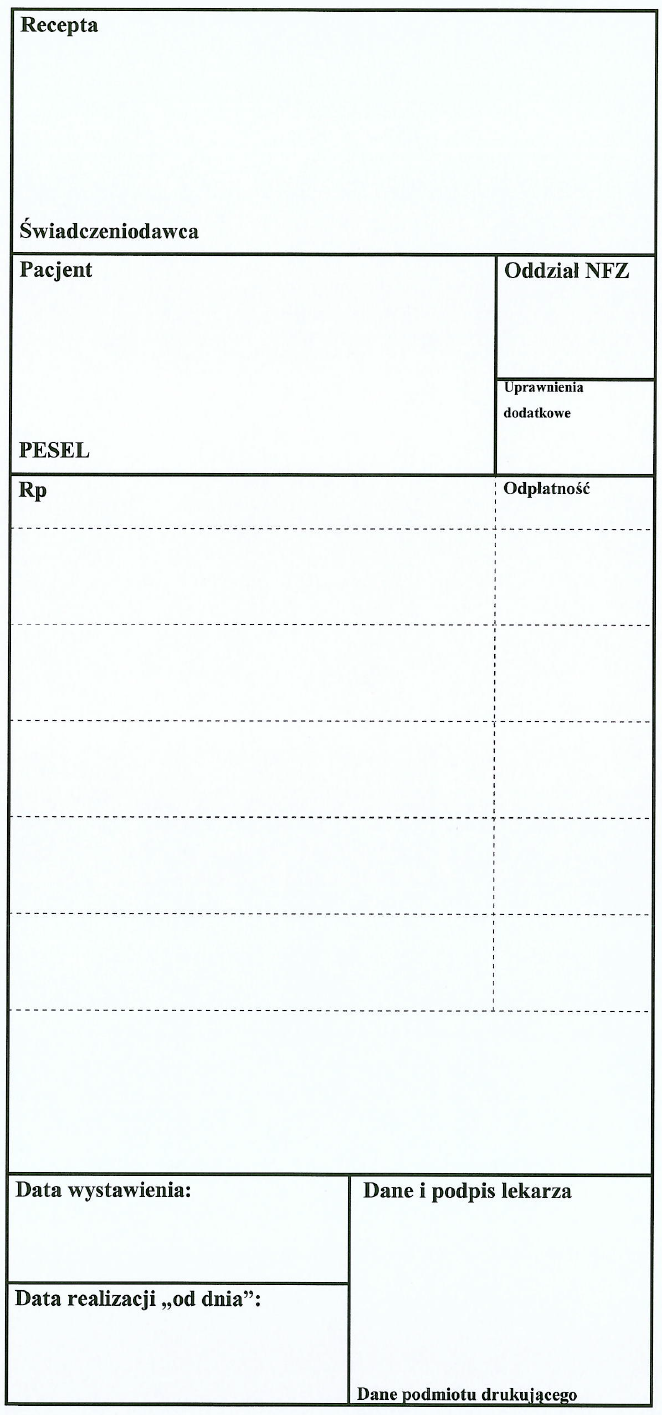 Recepta
Świadczeniodawca
Pacjent
Oddział NFZ
Uprawnienia
dodatkowe
PESEL
Rp
Odpłatność
Data wystawienia:
Dane i podpis lekarza
Data realizacji „od dnia”:
Dane podmiotu drukującego